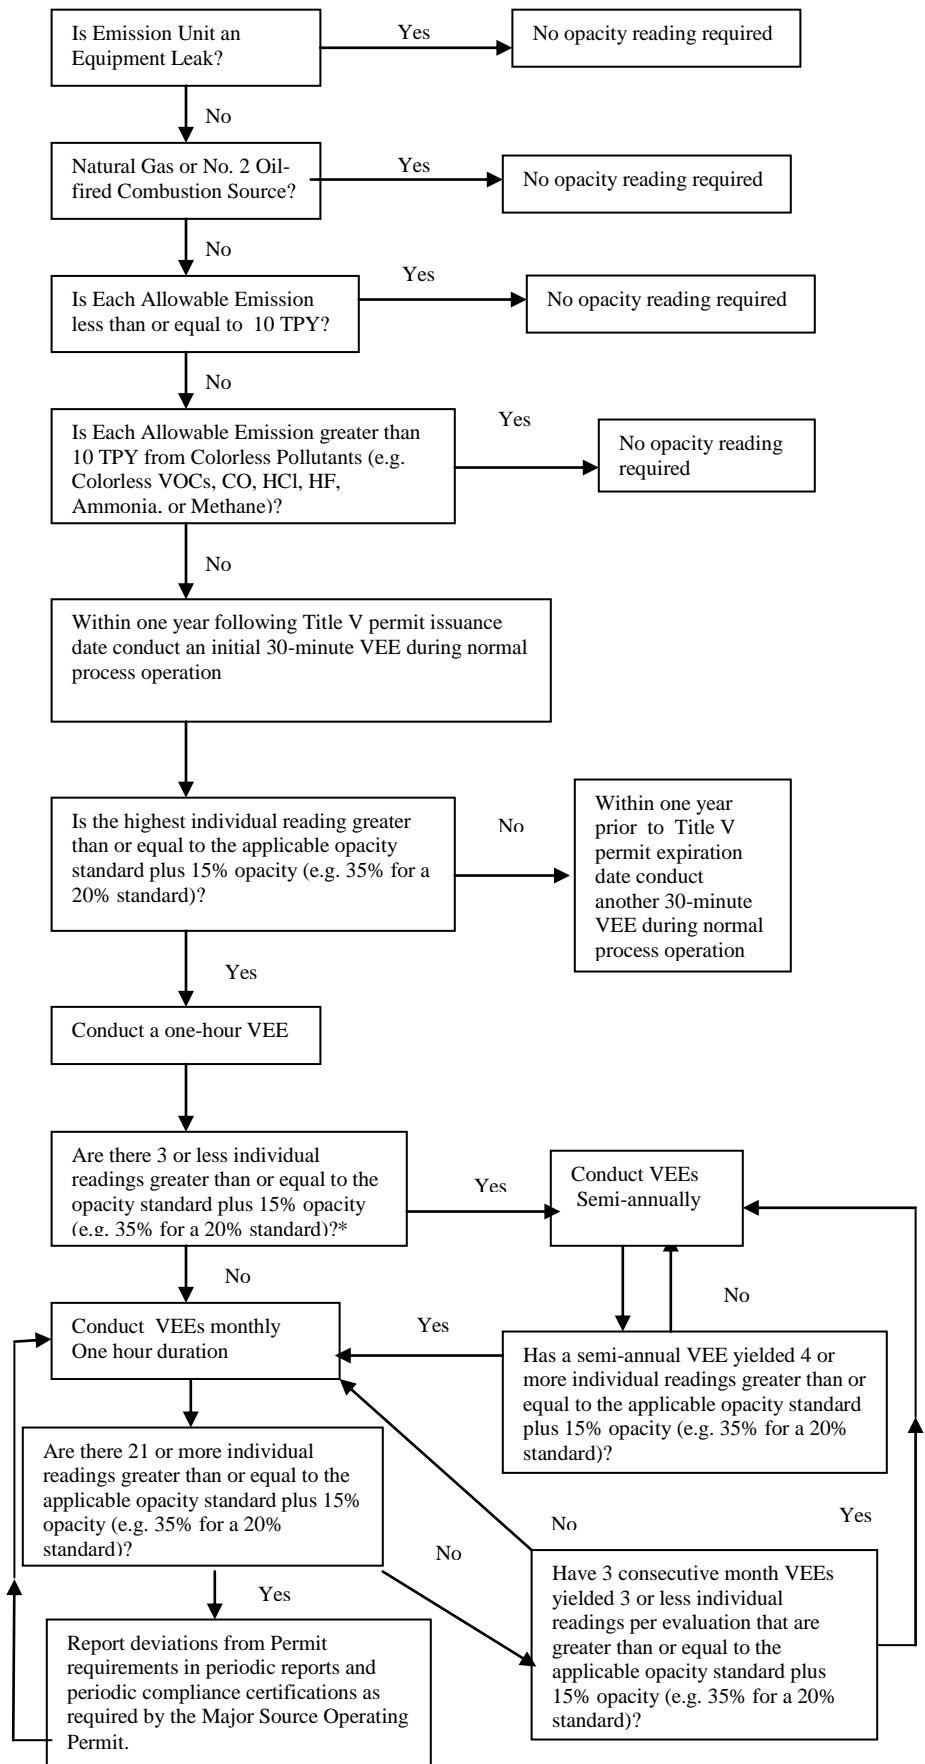 Is Emission Unit an
Equipment Leak?
Yes
No opacity reading required
No
Natural Gas or No. 2 Oil-
fired Combustion Source?
Yes
No opacity reading required
No
Is Each Allowable Emission
less than or equal to 10 TPY?
Yes
No opacity reading required
No
Is Each Allowable Emission greater than
10 TPY from Colorless Pollutants (e.g.
Colorless VOCs, CO, HCl, HF,
Ammonia, or Methane)?
Yes
No opacity reading
required
No
Within one year following Title V permit issuance
date conduct an initial 30-minute VEE during normal
process operation
Is the highest individual reading greater
than or equal to the applicable opacity
standard plus 15% opacity (e.g. 35% for a
20% standard)?
No
Within one year
prior to Title V
permit expiration
date conduct
another 30-minute
VEE during normal
process operation
Yes
Conduct a one-hour VEE
Are there 3 or less individual
readings greater than or equal to the
opacity standard plus 15% opacity
(e.g. 35% for a 20% standard)?*
Yes
Conduct VEEs
Semi-annually
No
No
Conduct VEEs monthly
One hour duration
Yes
Has a semi-annual VEE yielded 4 or
more individual readings greater than or
equal to the applicable opacity standard
plus 15% opacity (e.g. 35% for a 20%
standard)?
Are there 21 or more individual
readings greater than or equal to the
applicable opacity standard plus 15%
opacity (e.g. 35% for a 20%
standard)?
No
Yes
No
Have 3 consecutive month VEEs
yielded 3 or less individual
readings per evaluation that are
greater than or equal to the
applicable opacity standard plus
15% opacity (e.g. 35% for a 20%
standard)?
Yes
Report deviations from Permit
requirements in periodic reports and
periodic compliance certifications as
required by the Major Source Operating
Permit.